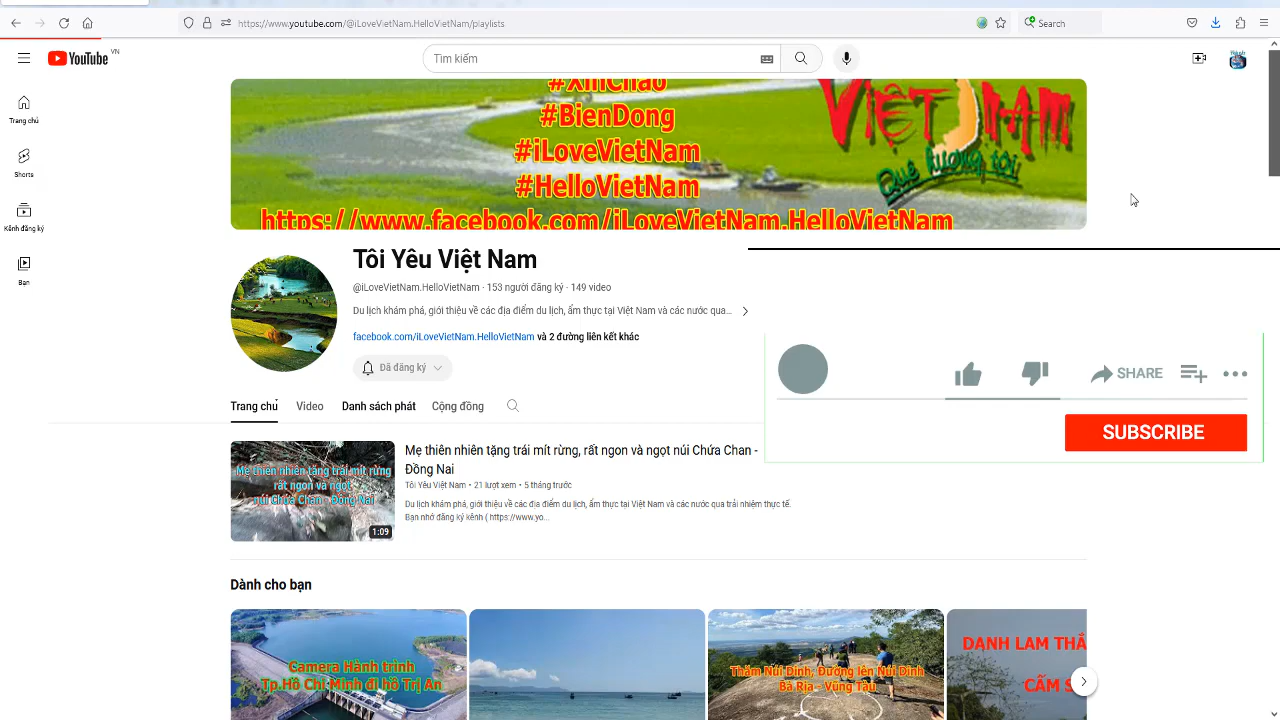 https://www.youtube.com/@iLoveVietNam.HelloVietNam/playlists
Search
YouTube VN
Tìm kiếm
Trang chủ
Shorts
Kênh đăng ký
Bạn
#XinChao
#BienDong
#iLoveVietNam
#HelloVietNam
https://www.facebook.com/iLoveVietNam.HelloVietNam
VIỆT NAM
Quê hương tôi
Tôi Yêu Việt Nam
@iLoveVietNam.HelloVietNam · 153 người đăng ký · 149 video
Du lịch khám phá, giới thiệu về các địa điểm du lịch, ẩm thực tại Việt Nam và các nước qua...
facebook.com/iLoveVietNam.HelloVietNam và 2 đường liên kết khác
Đã đăng ký
SHARE
SUBSCRIBE
Trang chủ Video Danh sách phát Cộng đồng
Mẹ thiên nhiên tặng trái mít rừng
rất ngon và ngọt
núi Chứa Chan - Đồng Nai
1:09
Mẹ thiên nhiên tặng trái mít rừng, rất ngon và ngọt núi Chứa Chan -
Đồng Nai
Tôi Yêu Việt Nam • 21 lượt xem • 5 tháng trước
Du lịch khám phá, giới thiệu về các địa điểm du lịch, ẩm thực tại Việt Nam và các nước qua trải nhiệm thực tế.
Bạn nhớ đăng ký kênh ( https://www.yo...
Dành cho bạn
Camera Hành trình
Tp.Hồ Chí Minh đi hồ Trị An
Thăm Núi Dinh, Đường lên Núi Dinh
Bà Rịa - Vũng Tàu
DANH LAM THẮ
CẤM S